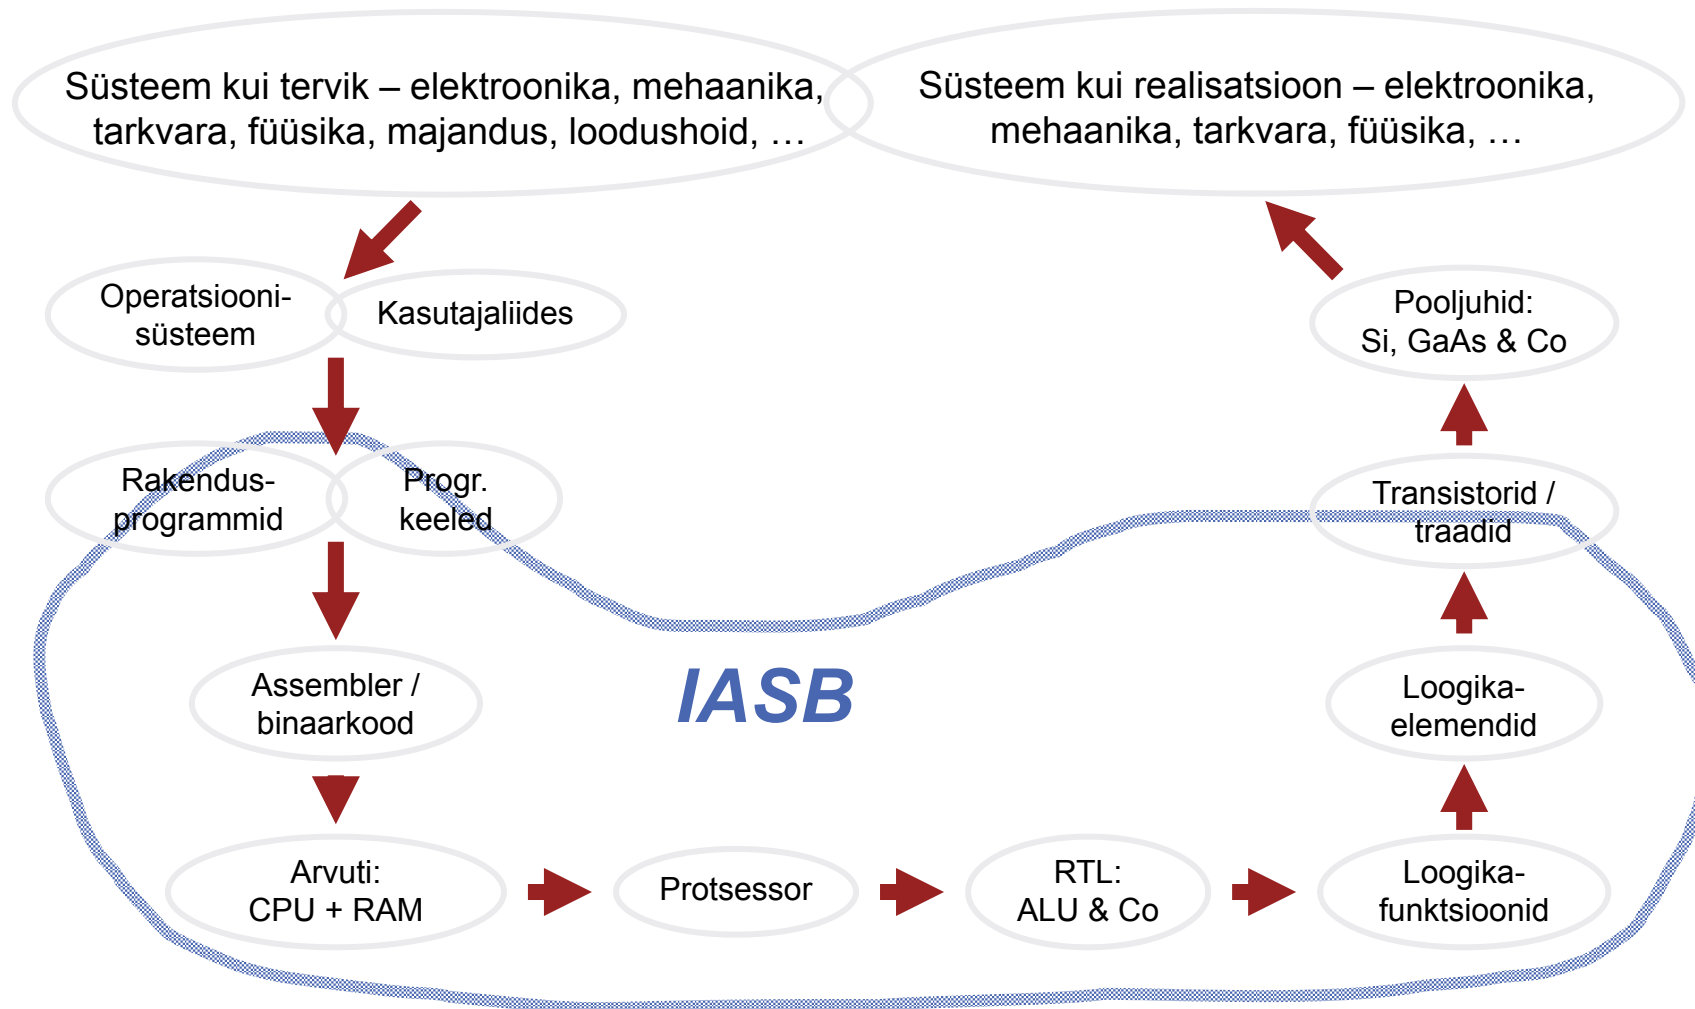 Süsteem kui tervik – elektroonika, mehaanika,
tarkvara, füüsika, majandus, loodushoid, …
Süsteem kui realisatsioon – elektroonika,
mehaanika, tarkvara, füüsika, …
Operatsiooni-
süsteem
Kasutajaliides
Pooljuhid:
Si, GaAs & Co
Rakendus-
programmid
Progr.
keeled
Transistorid /
traadid
Assembler /
binaarkood
IASB
Loogika-
elemendid
Arvuti:
CPU + RAM
Protsessor
RTL:
ALU & Co
Loogika-
funktsioonid